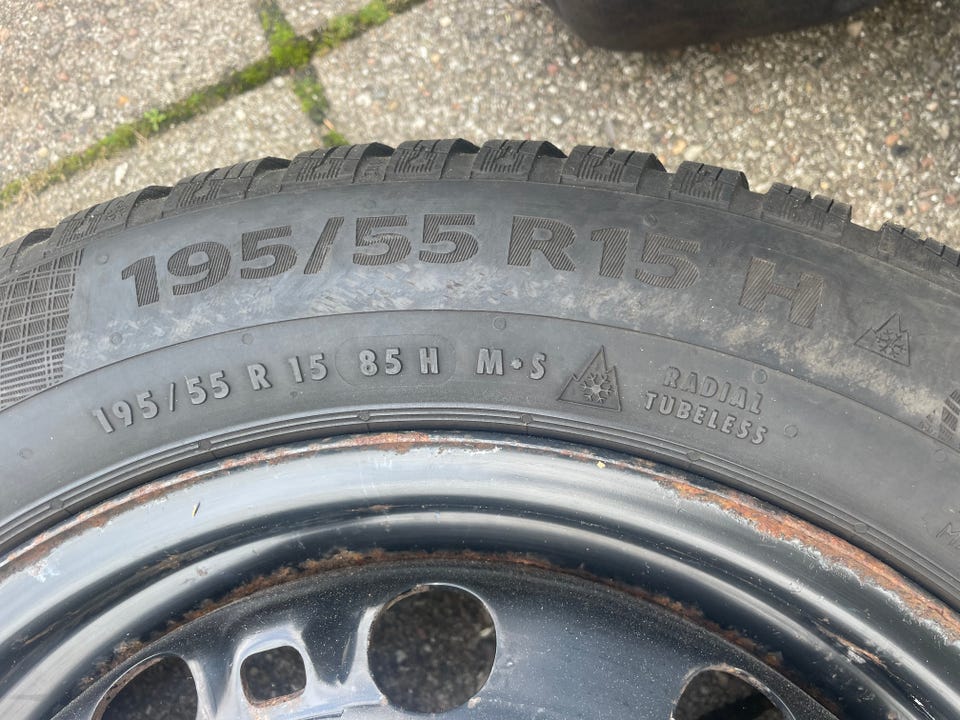 195/55 R15 H
195/55 R 15 85 H M•S
RADIAL
TUBELESS